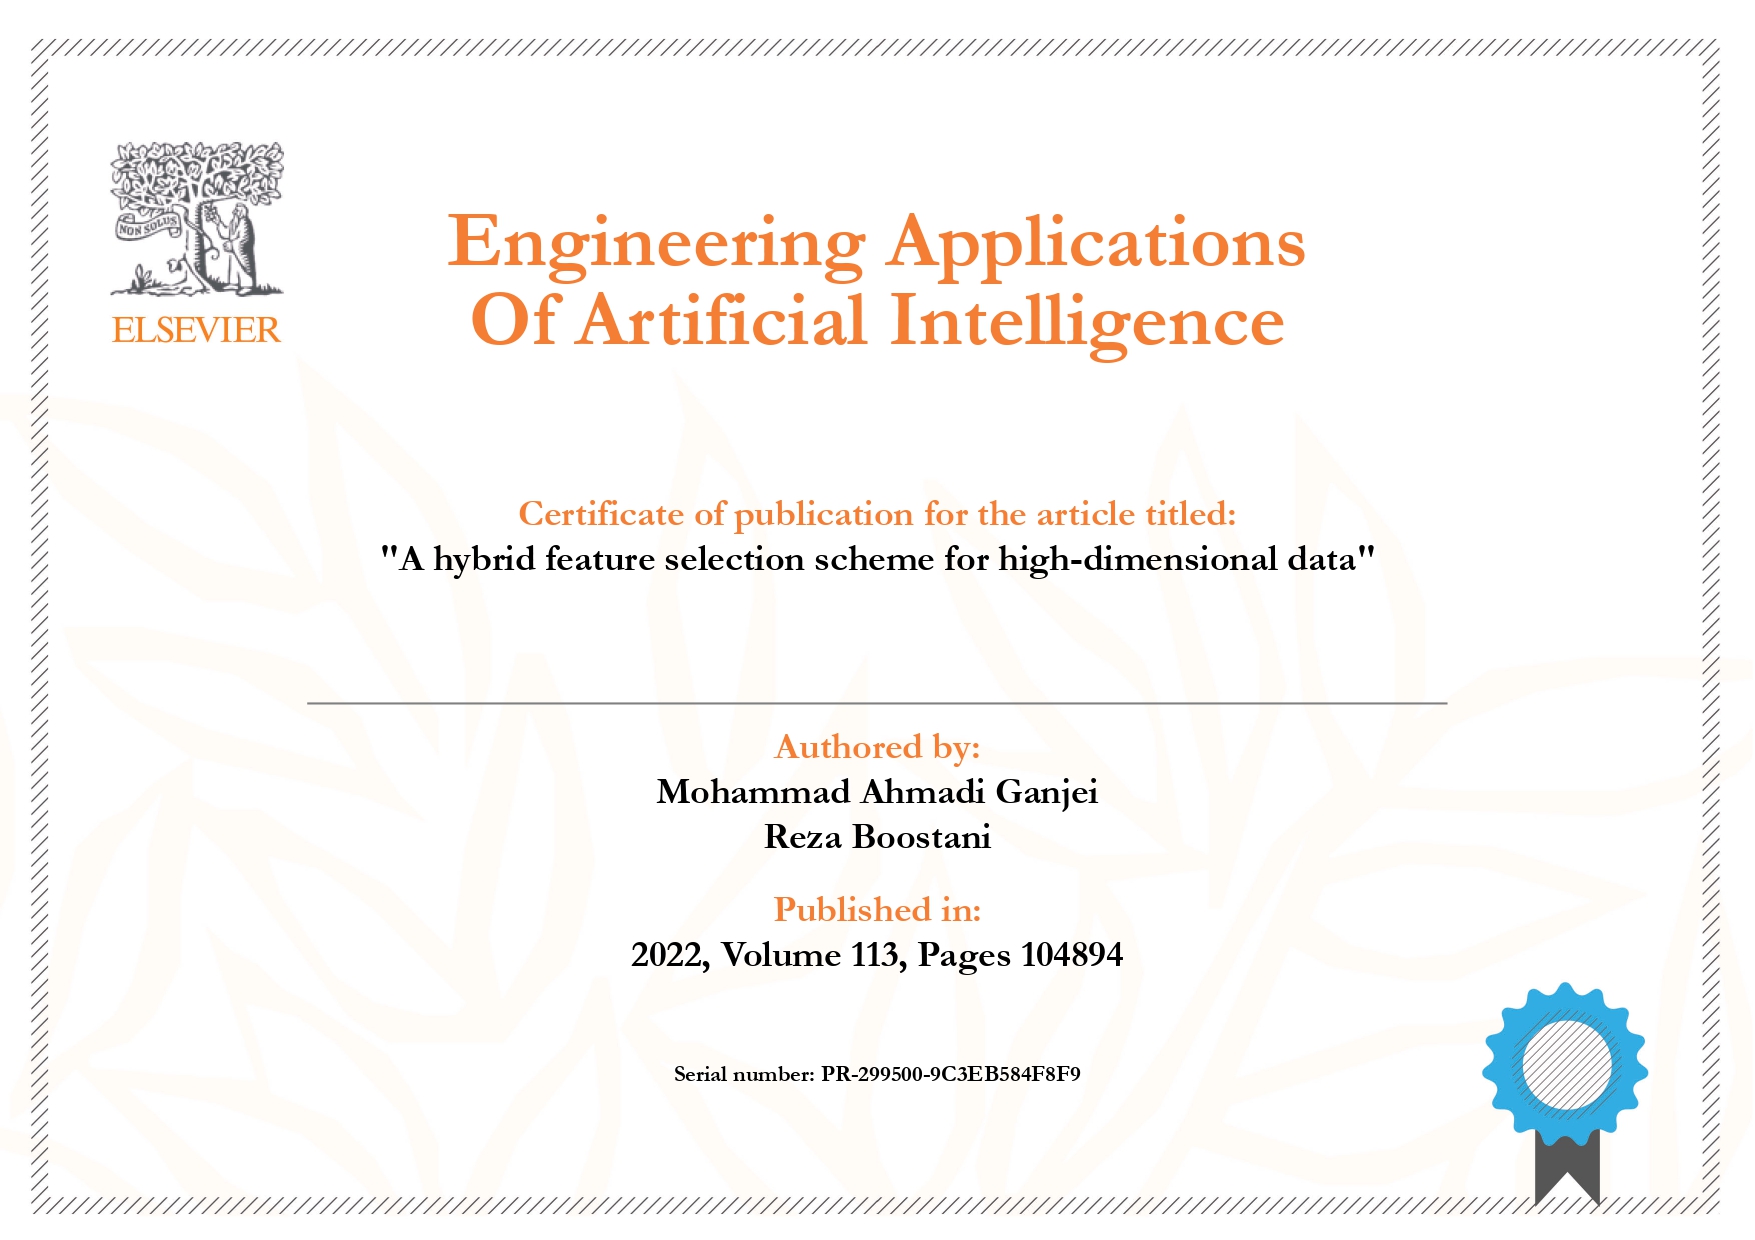 NON SOLUS
ELSEVIER
Engineering Applications
Of Artificial Intelligence
Certificate of publication for the article titled:
"A hybrid feature selection scheme for high-dimensional data"
Authored by:
Mohammad Ahmadi Ganjei
Reza Boostani
Published in:
2022, Volume 113, Pages 104894
Serial number: PR-299500-9C3EB584F8F9